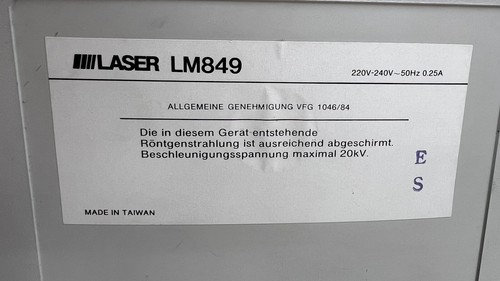 LASER LM849
220V-240V~50Hz 0.25A
ALLGEMEINE GENEHMIGUNG VFG 1046/84
Die in diesem Gerät entstehende
Röntgenstrahlung ist ausreichend abgeschirmt.
Beschleunigungsspannung maximal 20kV.
E
S
MADE IN TAIWAN